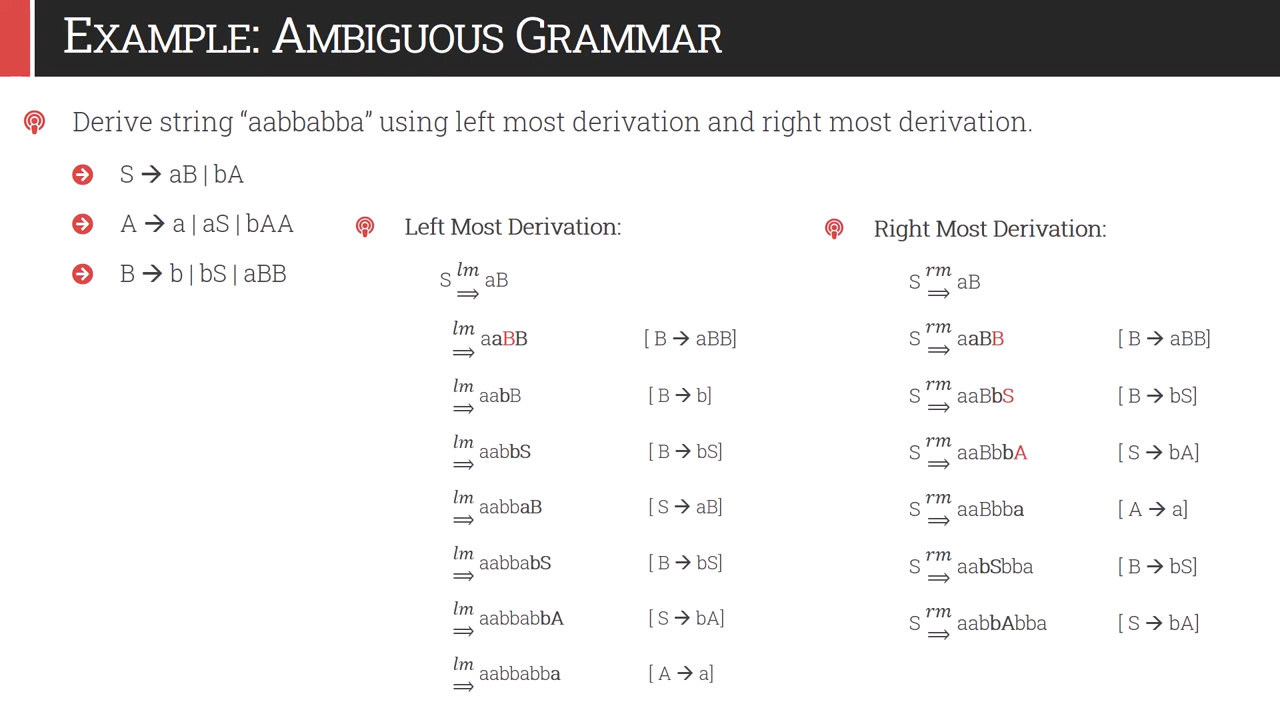 EXAMPLE: AMBIGUOUS GRAMMAR
Derive string “aabbabba” using left most derivation and right most derivation.
S → aB | bA
A → a | aS | bAA
B → b | bS | aBB
Left Most Derivation:
S lm⇒ aB
lm⇒ aaBB [ B → aBB]
lm⇒ aabB [ B → b]
lm⇒ aabbS [ B → bS]
lm⇒ aabbaB [ S → aB]
lm⇒ aabbabS [ B → bS]
lm⇒ aabbabbA [ S → bA]
lm⇒ aabbabba [ A → a]
Right Most Derivation:
S rm⇒ aB
S rm⇒ aaBB [ B → aBB]
S rm⇒ aaBbS [ B → bS]
S rm⇒ aaBbbA [ S → bA]
S rm⇒ aaBbba [ A → a]
S rm⇒ aabSbba [ B → bS]
S rm⇒ aabbAbba [ S → bA]